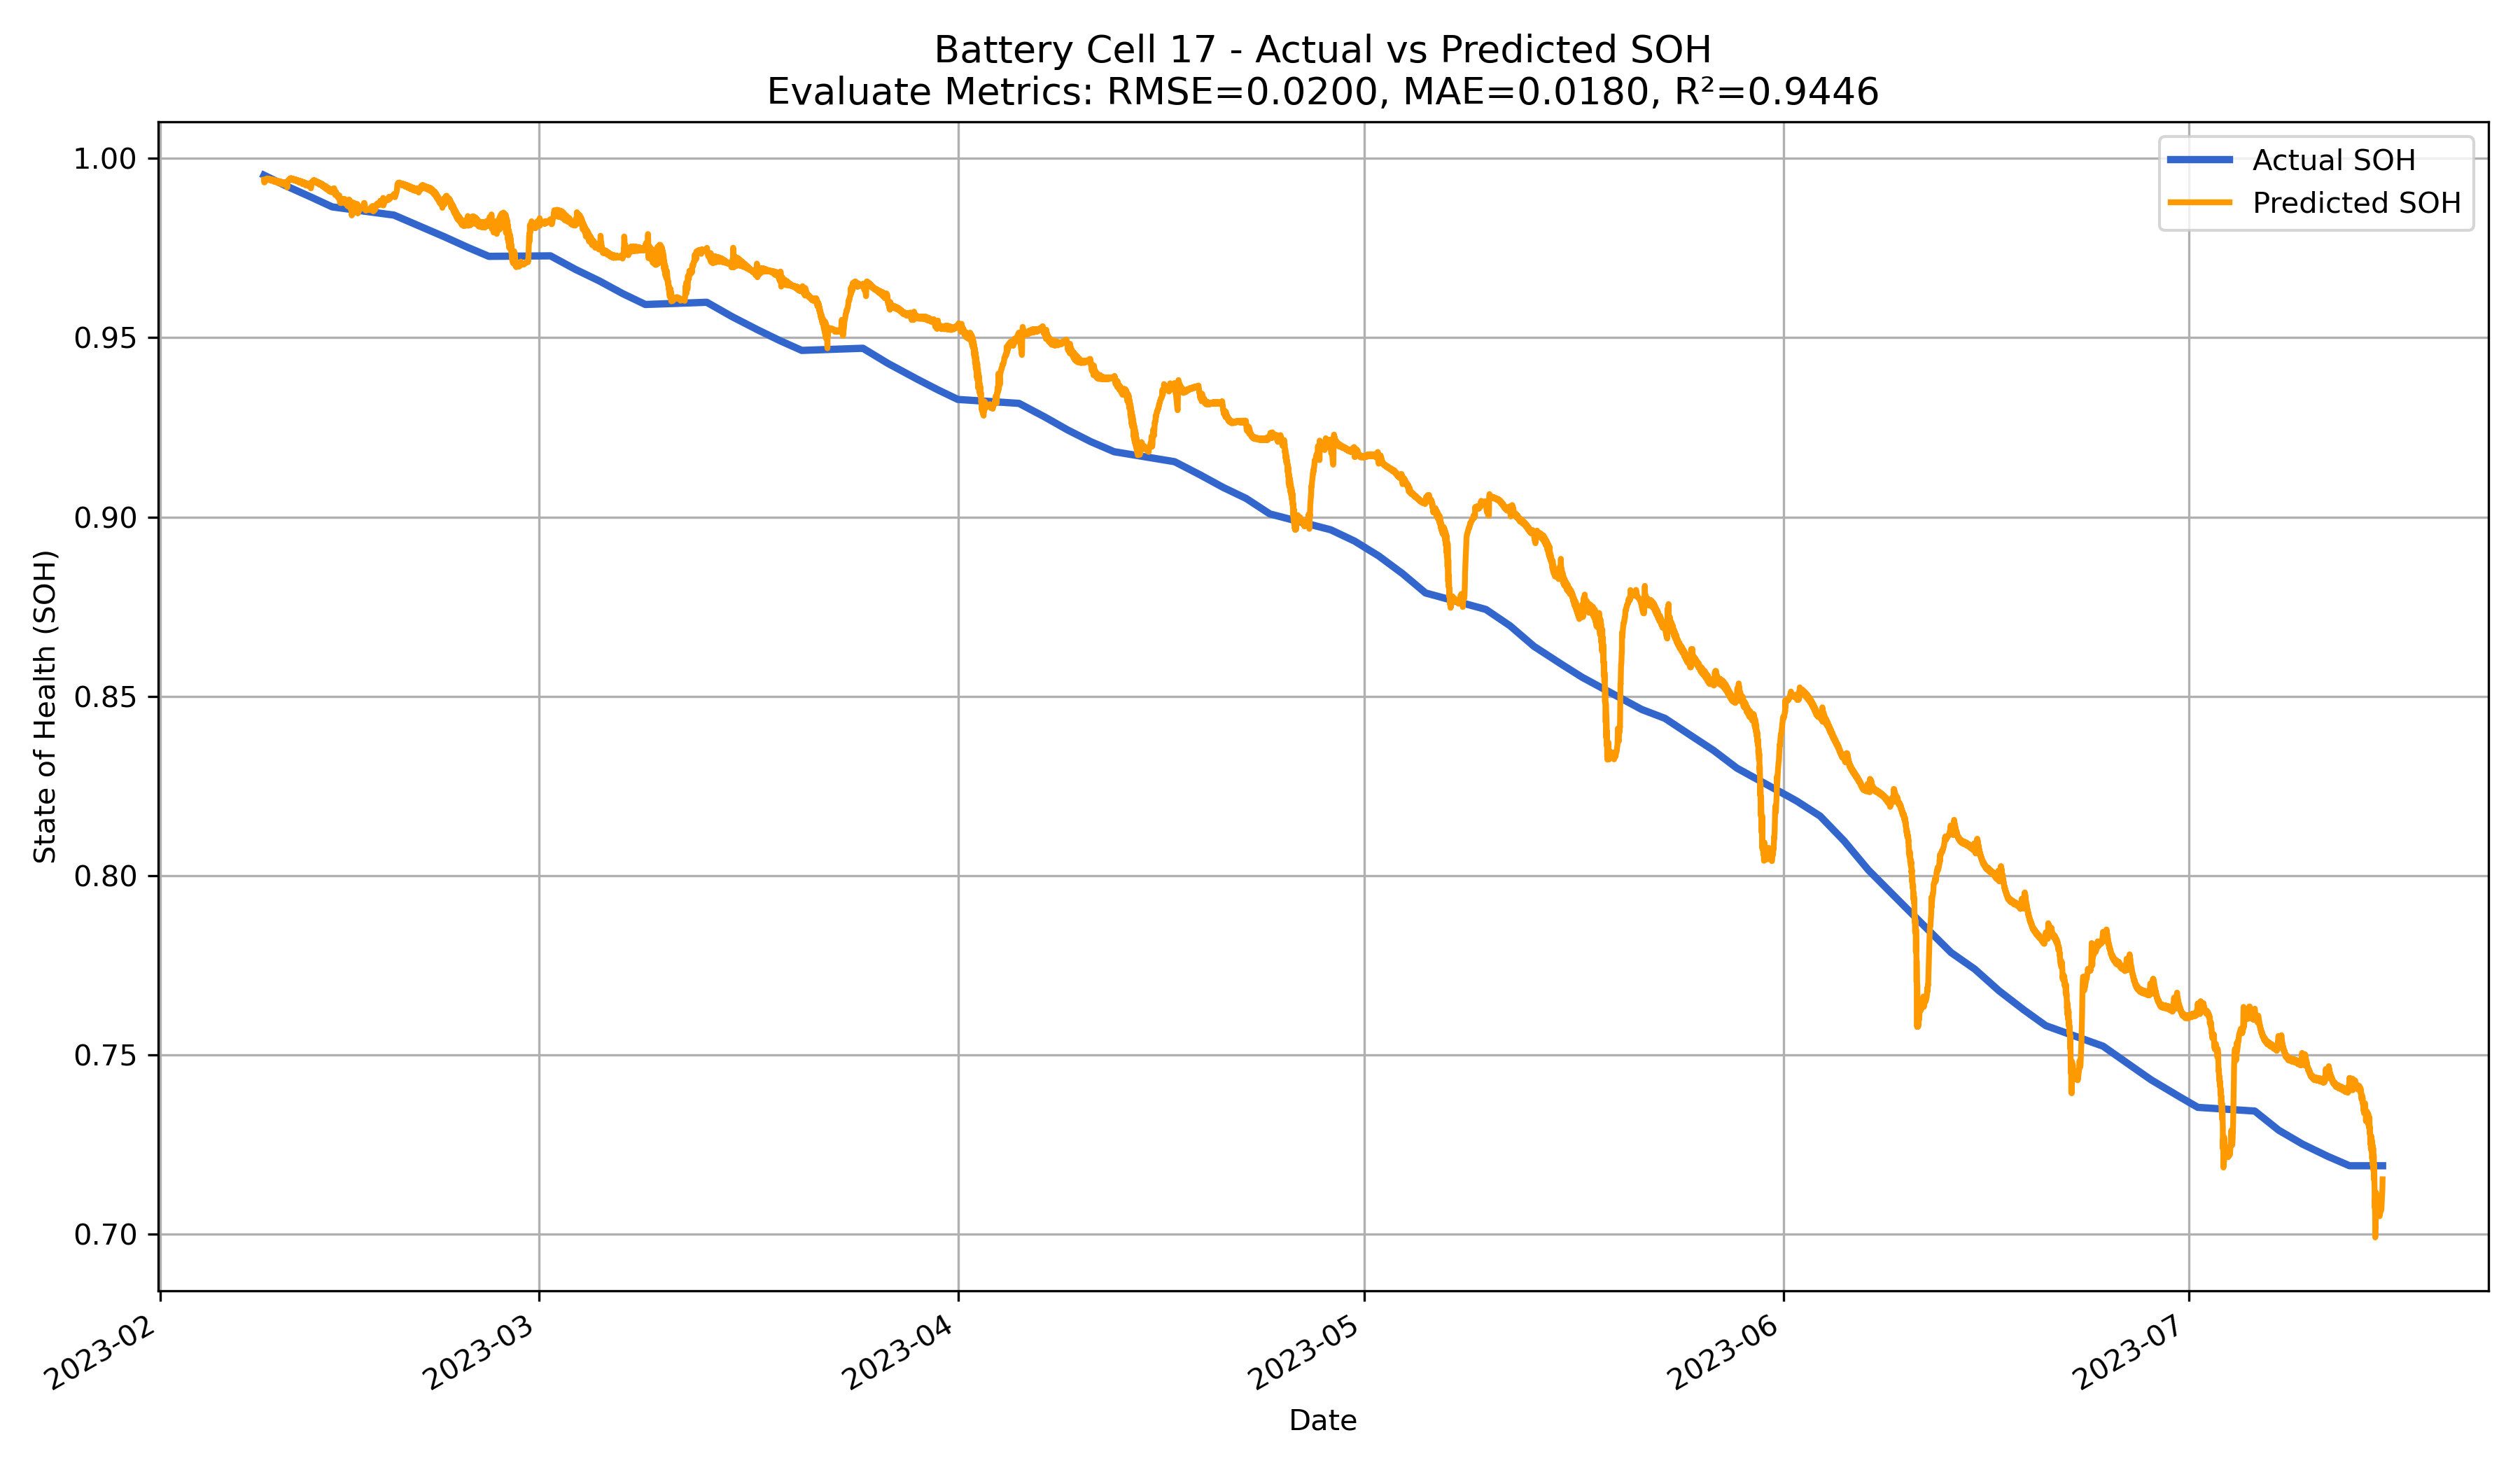 Battery Cell 17 - Actual vs Predicted SOH
Evaluate Metrics: RMSE=0.0200, MAE=0.0180, R²=0.9446
Actual SOH
Predicted SOH
State of Health (SOH)
1.00
0.95
0.90
0.85
0.80
0.75
0.70
2023-02
2023-03
2023-04
2023-05
2023-06
2023-07
Date